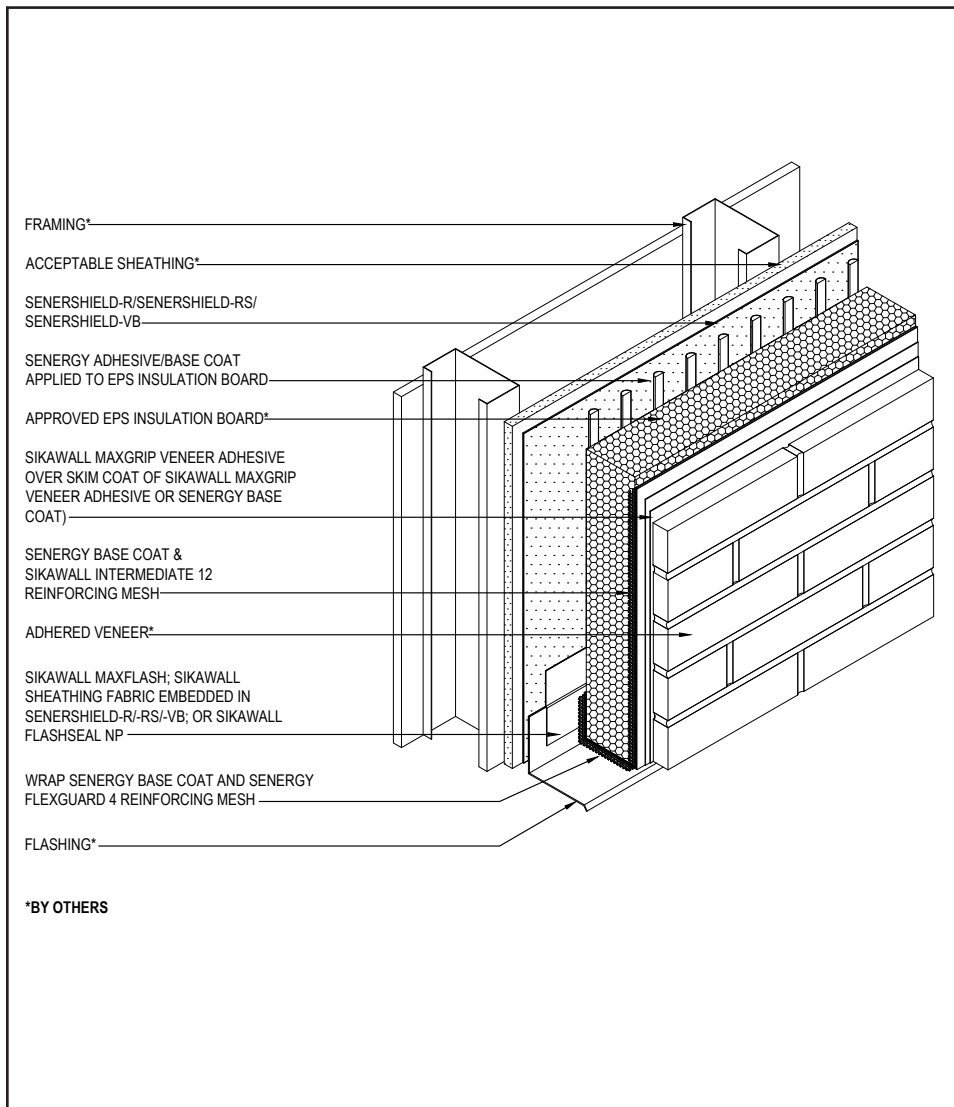 FRAMING*
ACCEPTABLE SHEATHING*
SENERSHIELD-R/SENERSHIELD-RS/
SENERSHIELD-VB
SENERGY ADHESIVE/BASE COAT
APPLIED TO EPS INSULATION BOARD
APPROVED EPS INSULATION BOARD*
SIKAWALL MAXGRIP VENEER ADHESIVE
OVER SKIM COAT OF SIKAWALL MAXGRIP
VENEER ADHESIVE OR SENERGY BASE
COAT)
SENERGY BASE COAT &
SIKAWALL INTERMEDIATE 12
REINFORCING MESH
ADHERED VENEER*
SIKAWALL MAXFLASH; SIKAWALL
SHEATHING FABRIC EMBEDDED IN
SENERSHIELD-R/-RS/-VB; OR SIKAWALL
FLASHSEAL NP
WRAP SENERGY BASE COAT AND SENERGY
FLEXGUARD 4 REINFORCING MESH
FLASHING*
*BY OTHERS